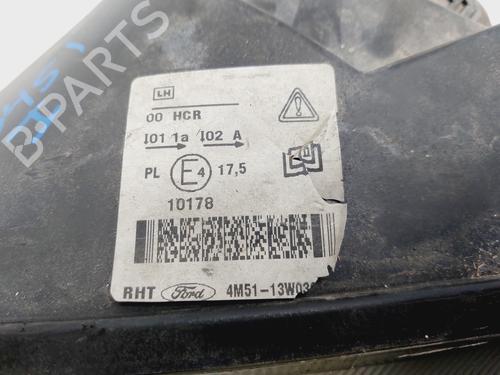 LH
00 HCR
I01 1a I02 A
PL E4 17,5
10178
RHT Ford 4M51-13W03
B-PARTS